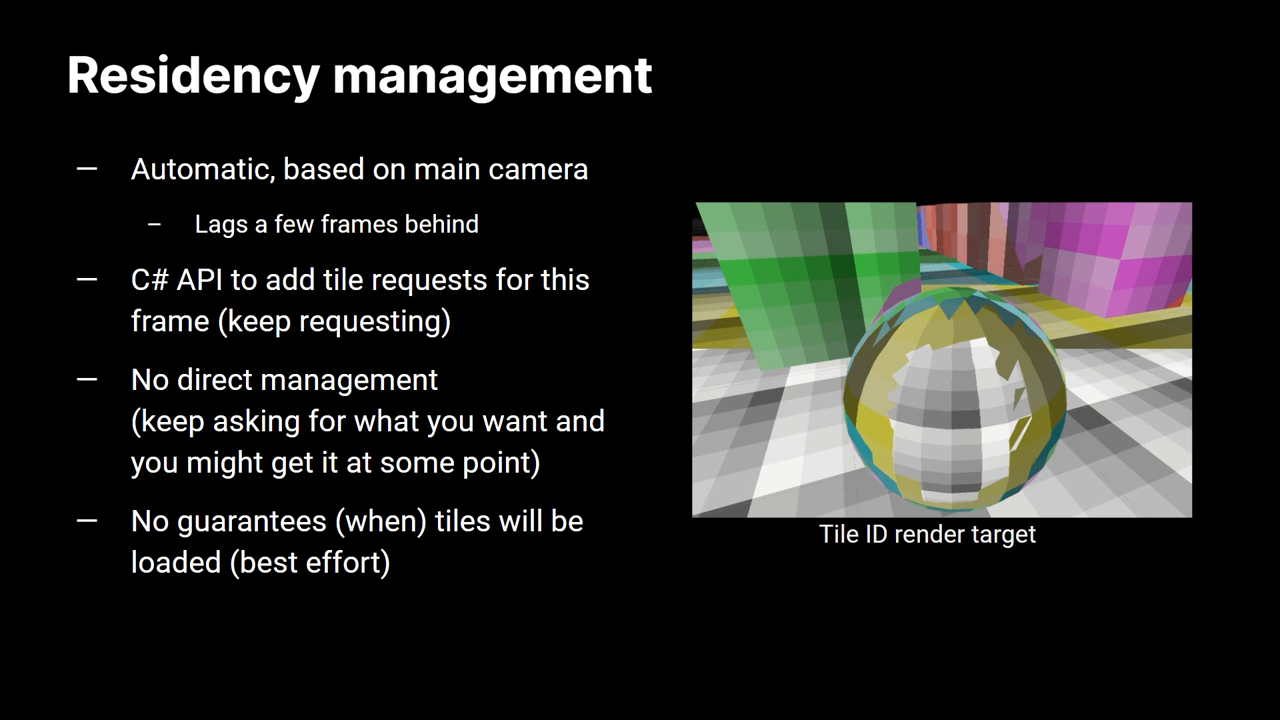 Residency management
— Automatic, based on main camera
– Lags a few frames behind
— C# API to add tile requests for this
frame (keep requesting)
— No direct management
(keep asking for what you want and
you might get it at some point)
— No guarantees (when) tiles will be
loaded (best effort)
Tile ID render target